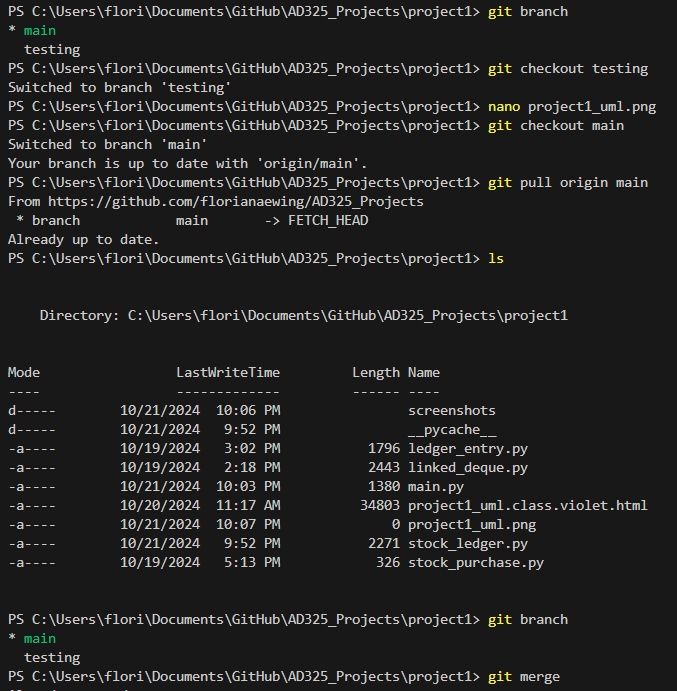 PS C:\Users\flori\Documents\GitHub\AD325_Projects\project1> git branch
* main
  testing
PS C:\Users\flori\Documents\GitHub\AD325_Projects\project1> git checkout testing
Switched to branch 'testing'
PS C:\Users\flori\Documents\GitHub\AD325_Projects\project1> nano project1_uml.png
PS C:\Users\flori\Documents\GitHub\AD325_Projects\project1> git checkout main
Switched to branch 'main'
Your branch is up to date with 'origin/main'.
PS C:\Users\flori\Documents\GitHub\AD325_Projects\project1> git pull origin main
From https://github.com/florianaewing/AD325_Projects
 * branch            main       -> FETCH_HEAD
Already up to date.
PS C:\Users\flori\Documents\GitHub\AD325_Projects\project1> ls
    Directory: C:\Users\flori\Documents\GitHub\AD325_Projects\project1
Mode                 LastWriteTime         Length Name
----                 -------------         ------ ----
d-----        10/21/2024  10:06 PM                screenshots
d-----        10/21/2024   9:52 PM                __pycache__
-a----        10/19/2024   3:02 PM           1796 ledger_entry.py
-a----        10/19/2024   2:18 PM           2443 linked_deque.py
-a----        10/21/2024  10:03 PM           1380 main.py
-a----        10/20/2024  11:17 AM          34803 project1_uml.class.violet.html
-a----        10/21/2024  10:07 PM              0 project1_uml.png
-a----        10/21/2024   9:52 PM           2271 stock_ledger.py
-a----        10/19/2024   5:13 PM            326 stock_purchase.py
PS C:\Users\flori\Documents\GitHub\AD325_Projects\project1> git branch
* main
  testing
PS C:\Users\flori\Documents\GitHub\AD325_Projects\project1> git merge